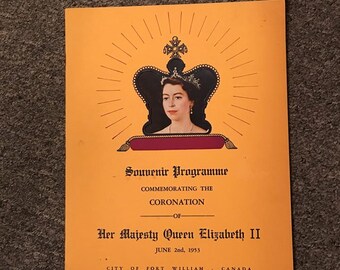 Souvenir Programme
COMMEMORATING THE
CORONATION
OF
Her Majesty Queen Elizabeth II
JUNE 2nd, 1953
CITY OF FORT WILLIAM - CANADA